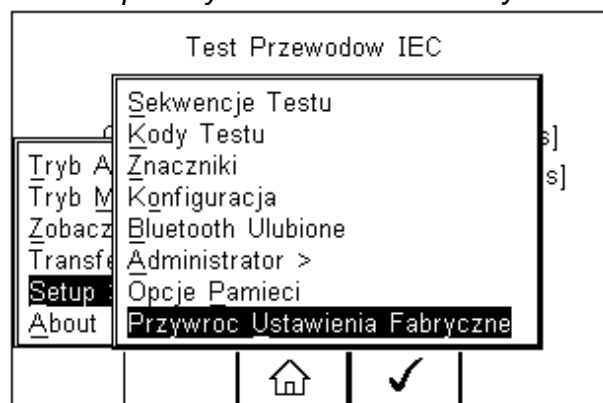 Test Przewodow IEC
Sekwencje Testu
Kody Testu
Znaczniki
Konfiguracja
Bluetooth Ulubione
Administrator >
Opcje Pamieci
Przywroc Ustawienia Fabryczne
s]
s]
Tryb A
Tryb M
Zobacz
Transfe
Setup
About